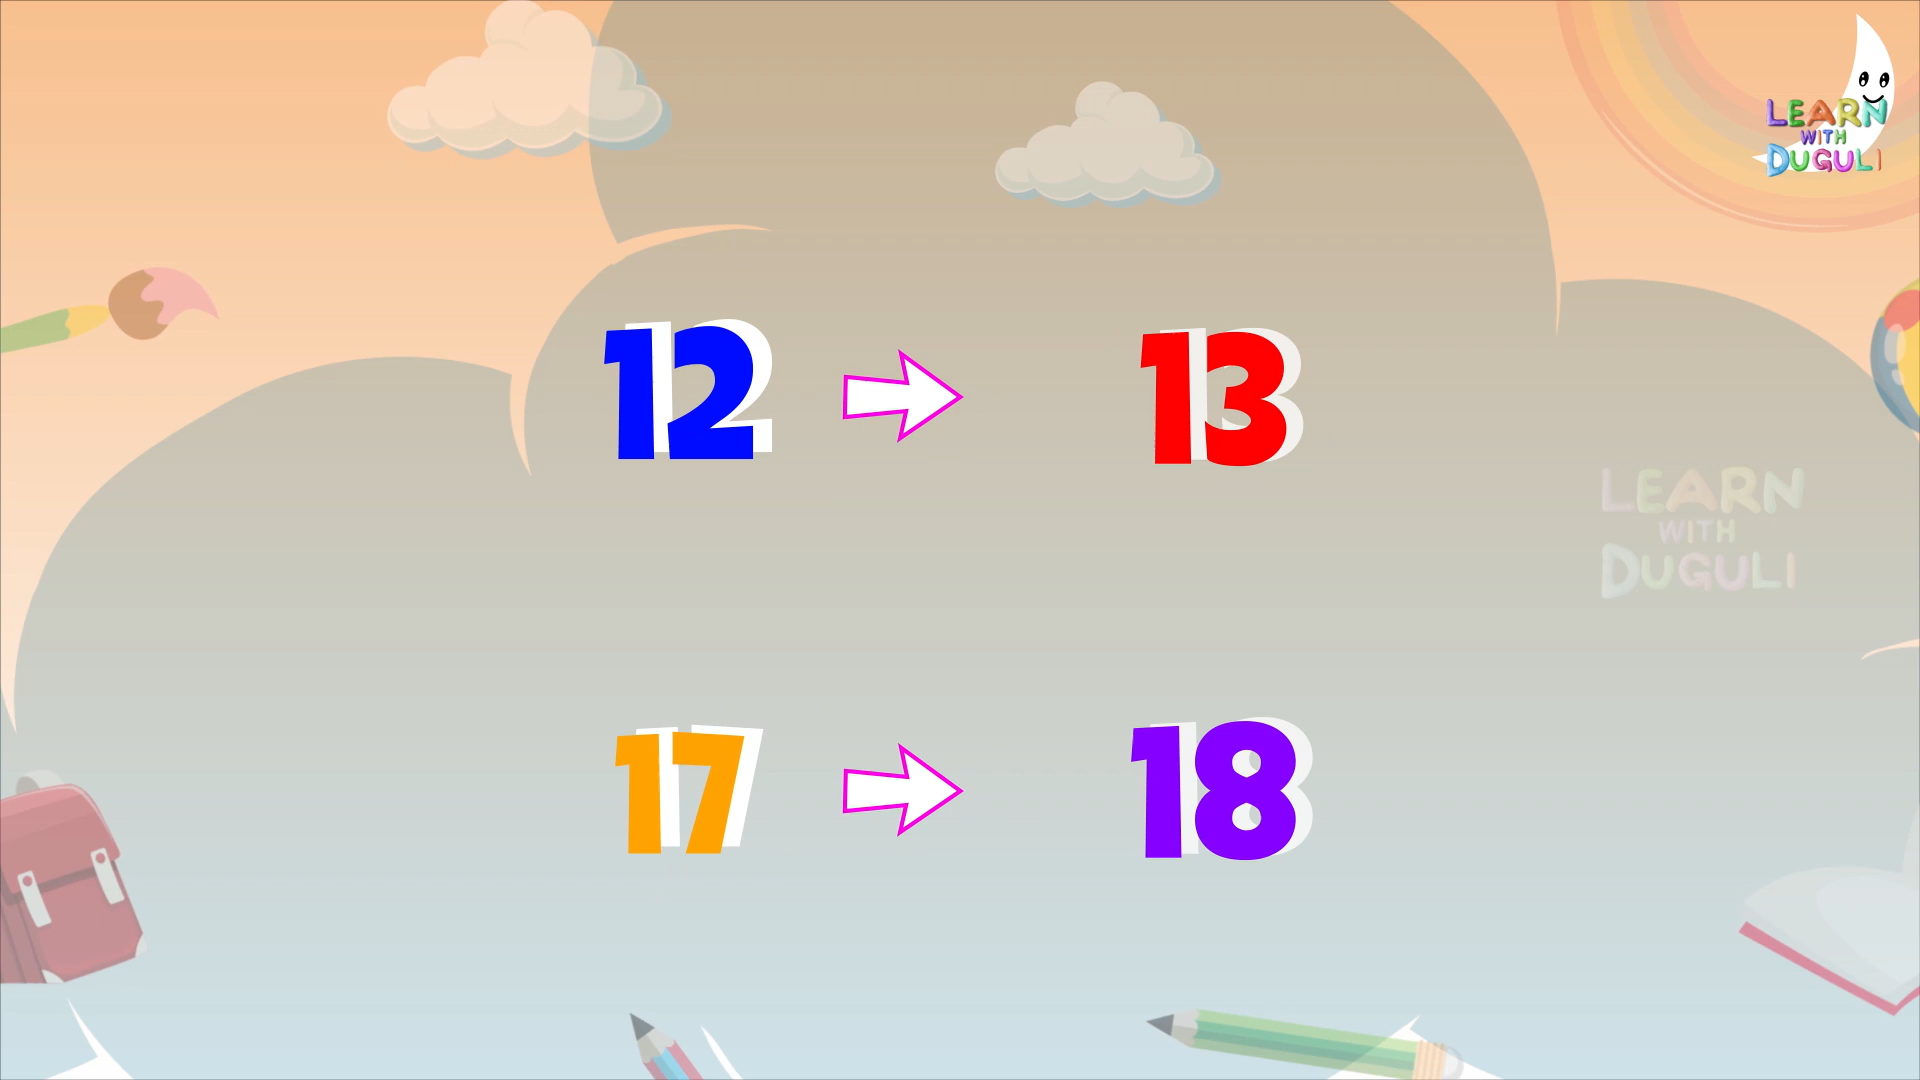 LEARN
WITH
DUGULI
12 13
LEARN
WITH
DUGULI
17 18